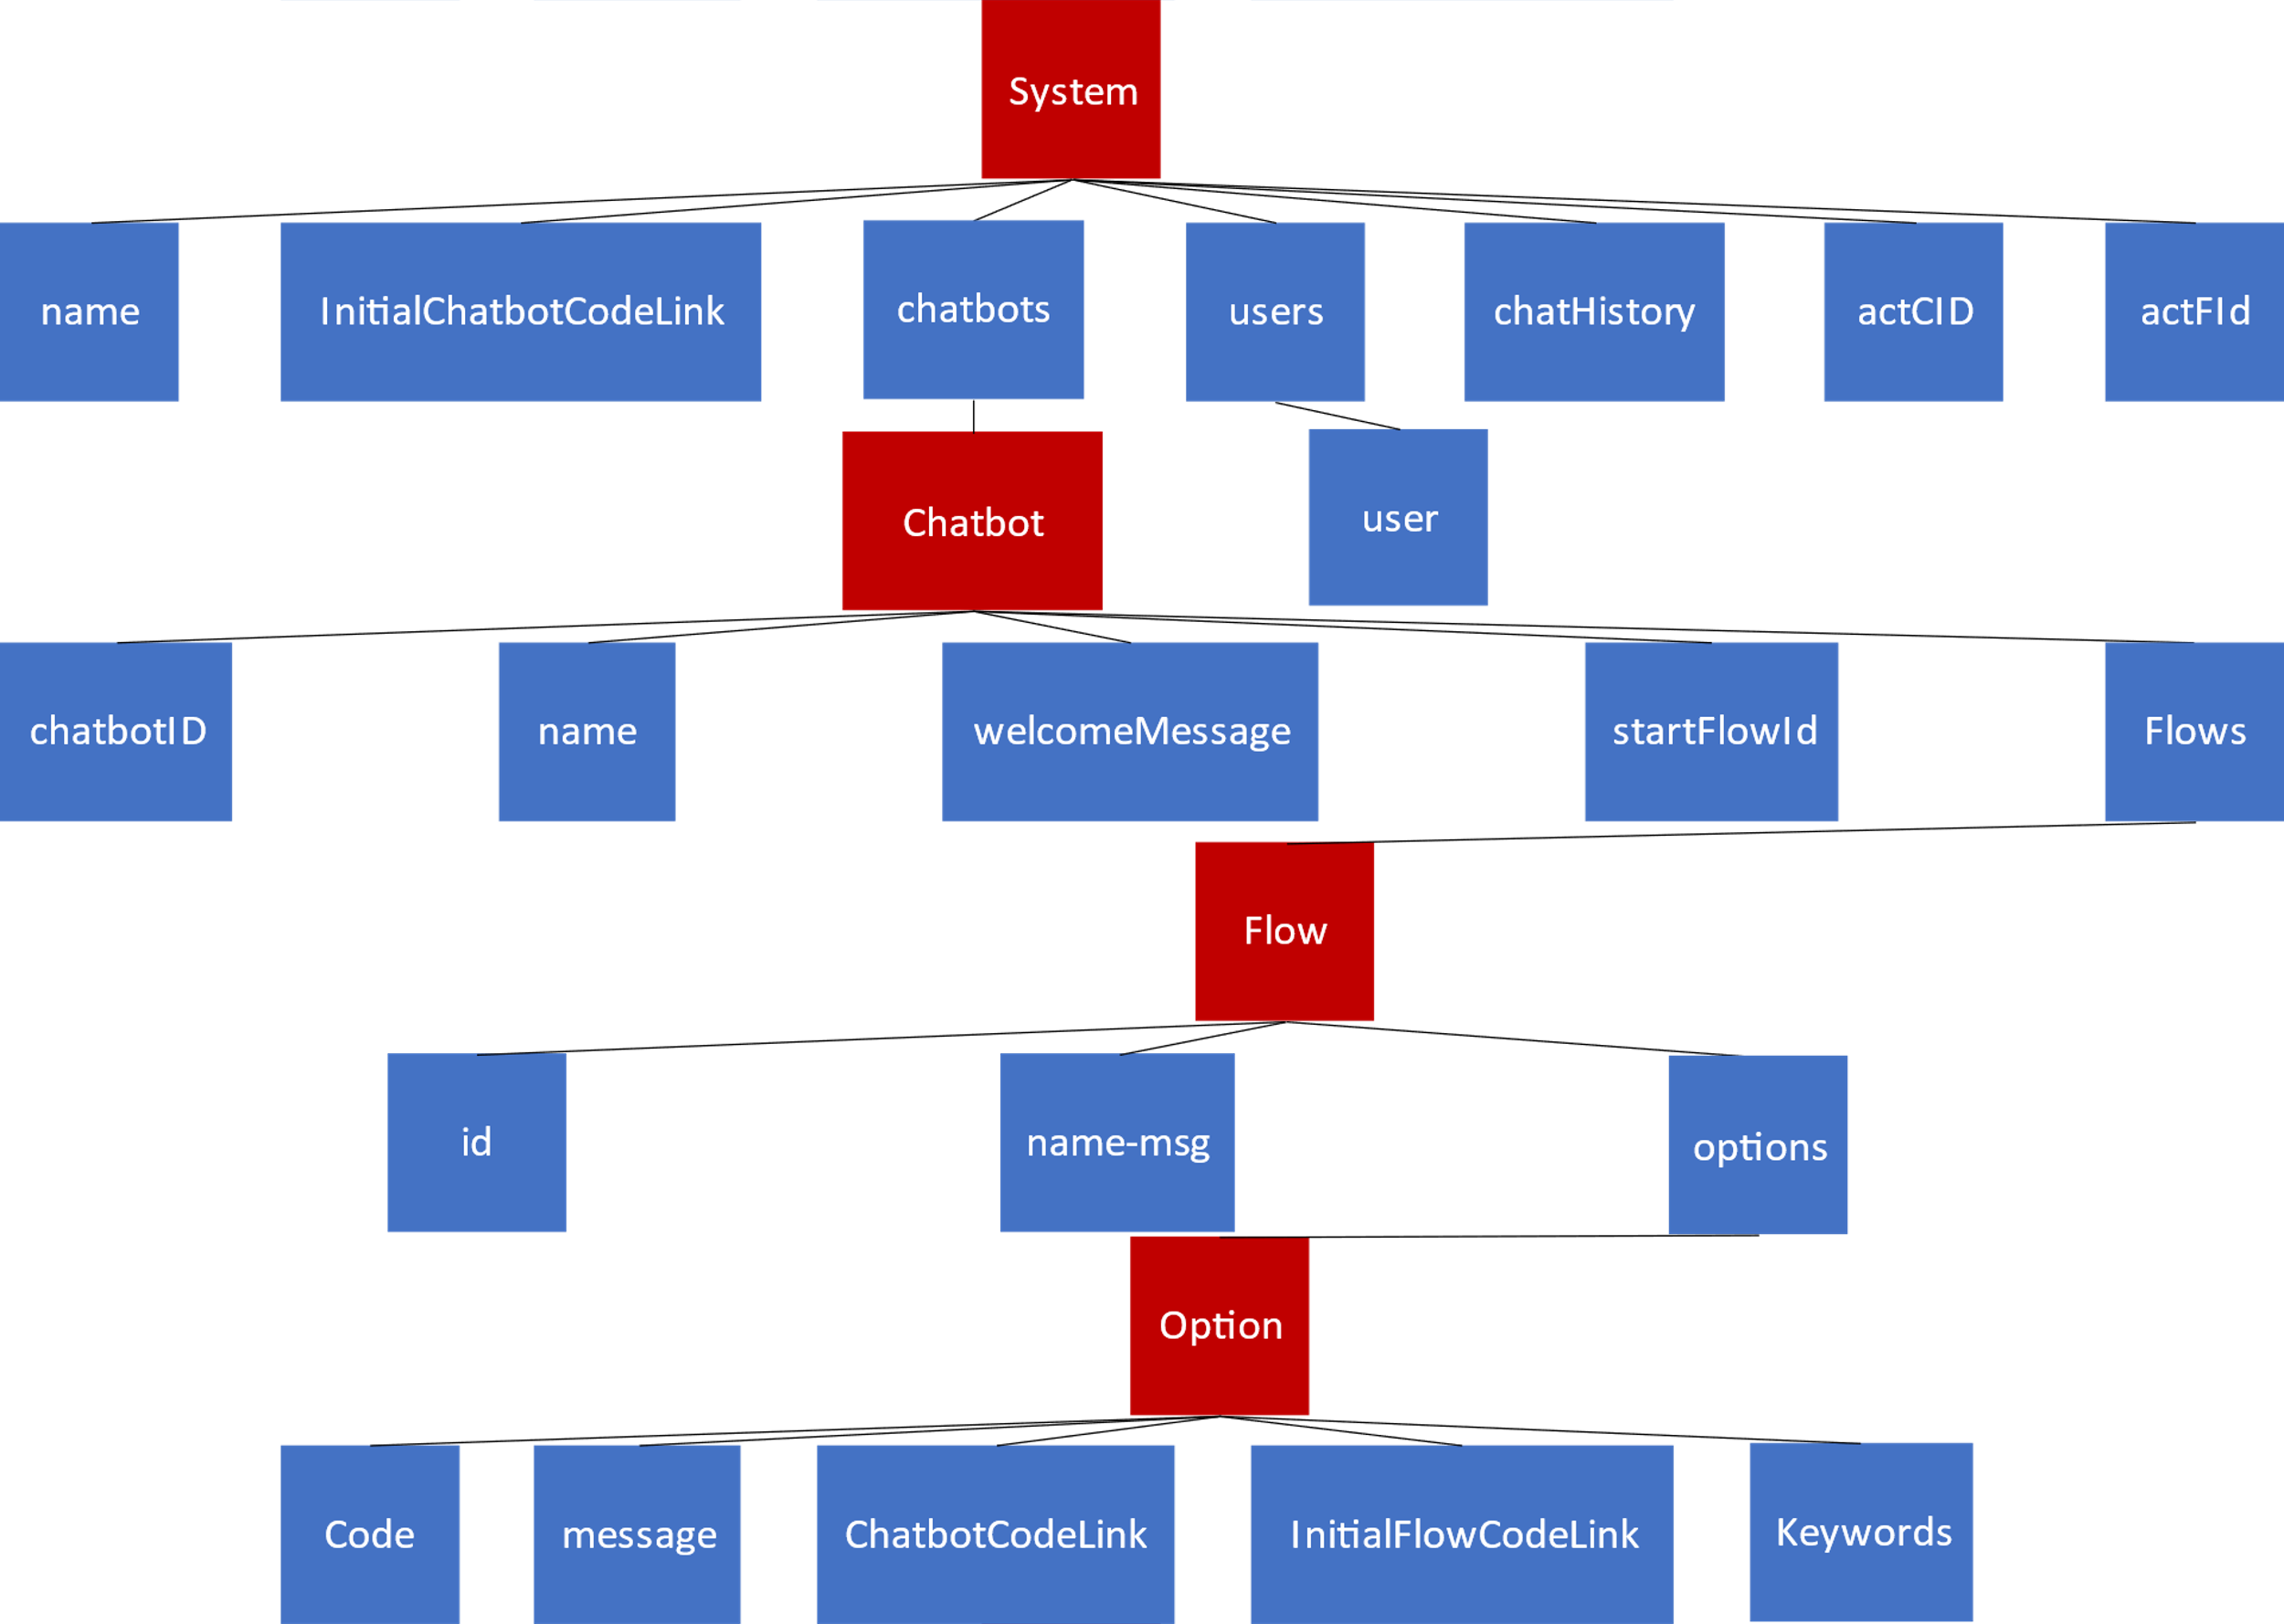 System
name
InitialChatbotCodeLink
chatbots
users
chatHistory
actCID
actFId
Chatbot
user
chatbotID
name
welcomeMessage
startFlowId
Flows
Flow
id
name-msg
options
Option
Code
message
ChatbotCodeLink
InitialFlowCodeLink
Keywords